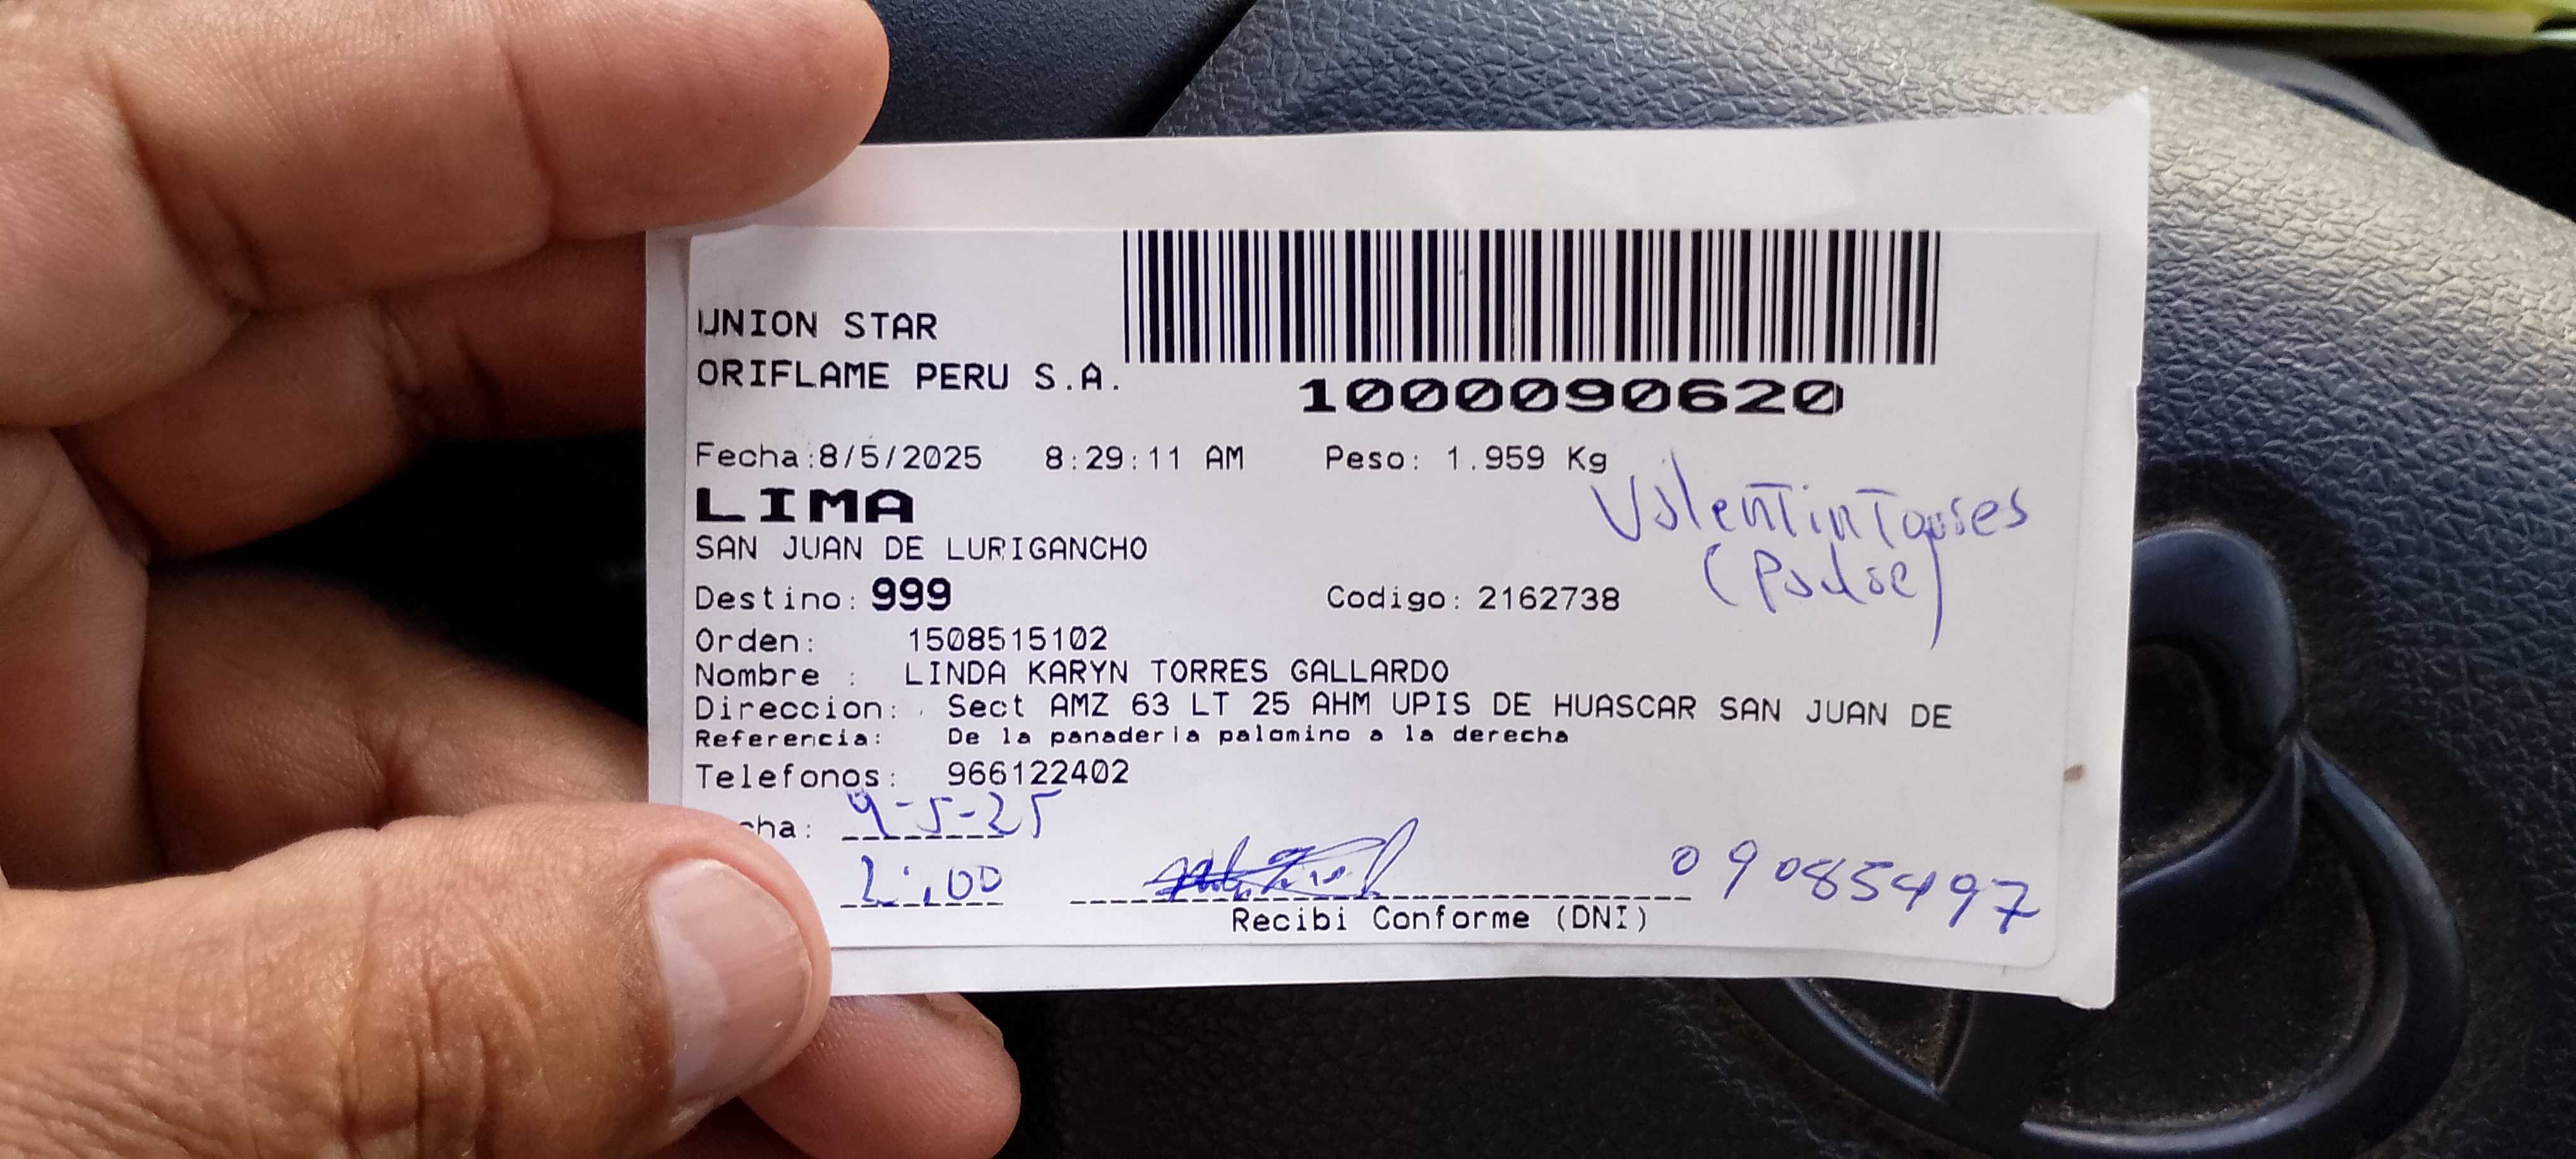 UNION STAR
ORIFLAME PERU S.A.
1000090620
Fecha:8/5/2025 8:29:11 AM Peso: 1.959 Kg
LIMA
Valentin Torres
SAN JUAN DE LURIGANCHO
(Padre)
Destino: 999 Codigo: 2162738
Orden: 1508515102
Nombre : LINDA KARYN TORRES GALLARDO
Direccion: Sect AMZ 63 LT 25 AHM UPIS DE HUASCAR SAN JUAN DE
Referencia: De la panaderia palomino a la derecha
Telefonos: 966122402
cha: 9-5-25
2:00 09085497
Recibi Conforme (DNI)